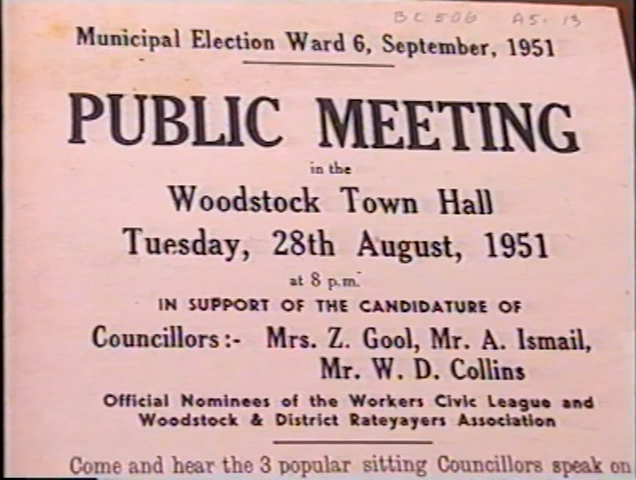 BC 506 A5.13
Municipal Election Ward 6, September, 1951
PUBLIC MEETING
in the
Woodstock Town Hall
Tuesday, 28th August, 1951
at 8 p.m.
IN SUPPORT OF THE CANDIDATURE OF
Councillors:- Mrs. Z. Gool, Mr. A. Ismail,
Mr. W. D. Collins
Official Nominees of the Workers Civic League and
Woodstock & District Rateyayers Association
Come and hear the 3 popular sitting Councillors speak on